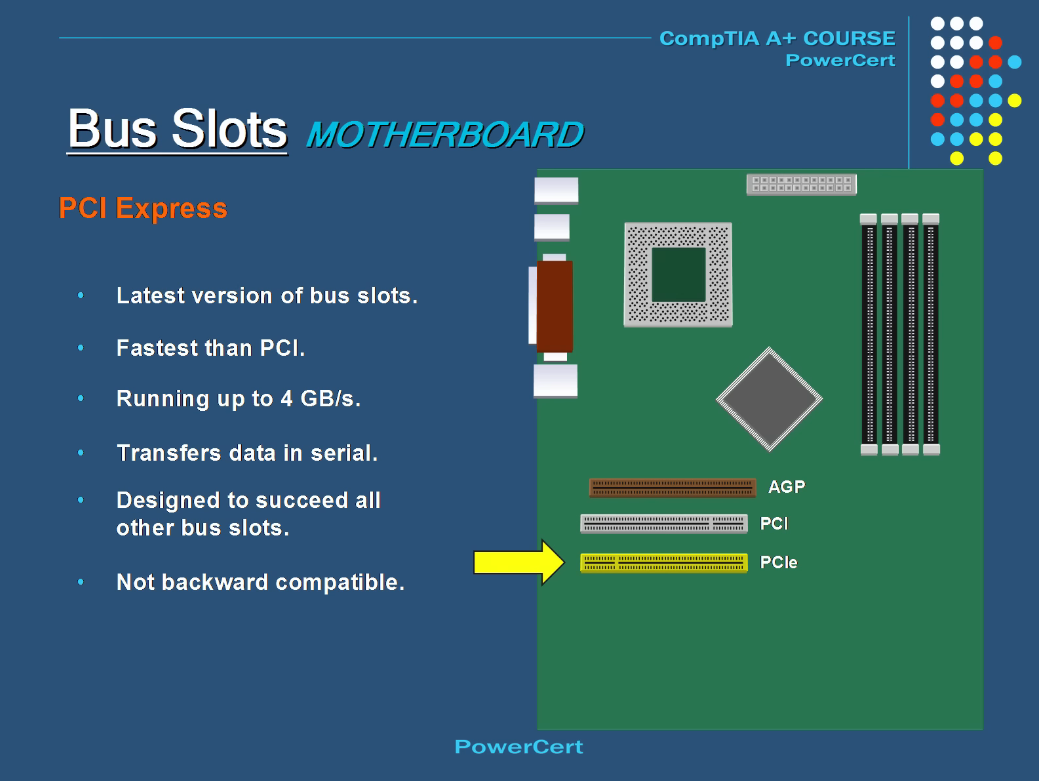 CompTIA A+ COURSE
PowerCert
Bus Slots MOTHERBOARD
PCI Express
• Latest version of bus slots.
• Fastest than PCI.
• Running up to 4 GB/s.
• Transfers data in serial.
• Designed to succeed all
other bus slots.
• Not backward compatible.
AGP
PCI
PCIe
PowerCert